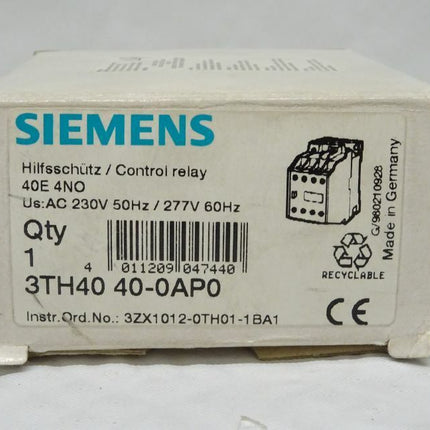 SIEMENS
Hilfsschütz / Control relay
40E 4NO
Us:AC 230V 50Hz / 277V 60Hz
Qty
1
4 011209 047440
3TH40 40-0AP0
Instr.Ord.No.: 3ZX1012-0TH01-1BA1
RECYCLABLE
CE
G/960210928
Made in Germany